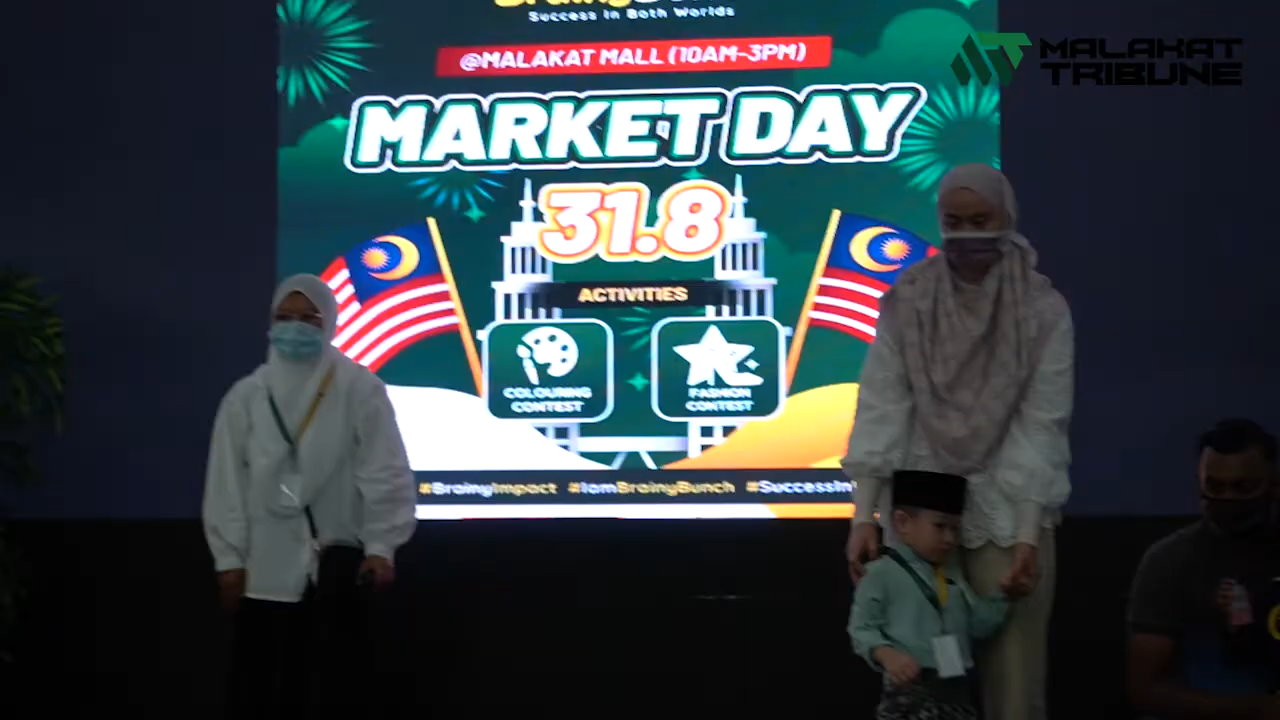 Success In Both Worlds
@MALAKAT MALL (10AM-3PM)
MALAKAT
TRIBUNE
MARKET DAY
31.8
ACTIVITIES
COLOURING
CONTEST
FASHION
CONTEST
#BrainyImpact #IamBrainyBunch #SuccessIn